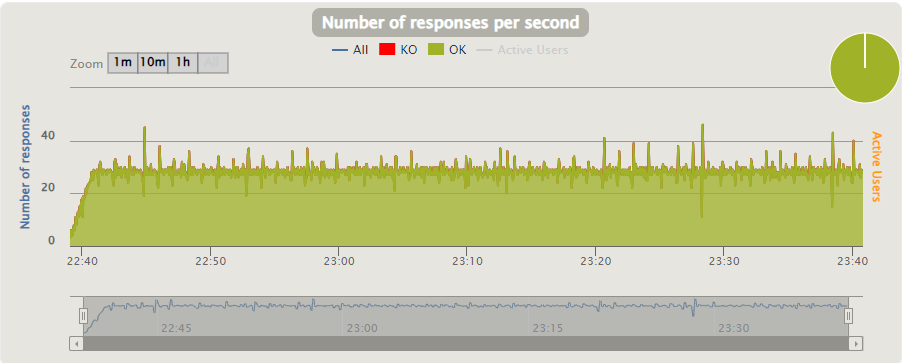 Number of responses per second
All KO OK Active Users
Zoom 1m 10m 1h All
Number of responses
40
20
0
Active Users
22:40 22:50 23:00 23:10 23:20 23:30 23:40
22:45 23:00 23:15 23:30